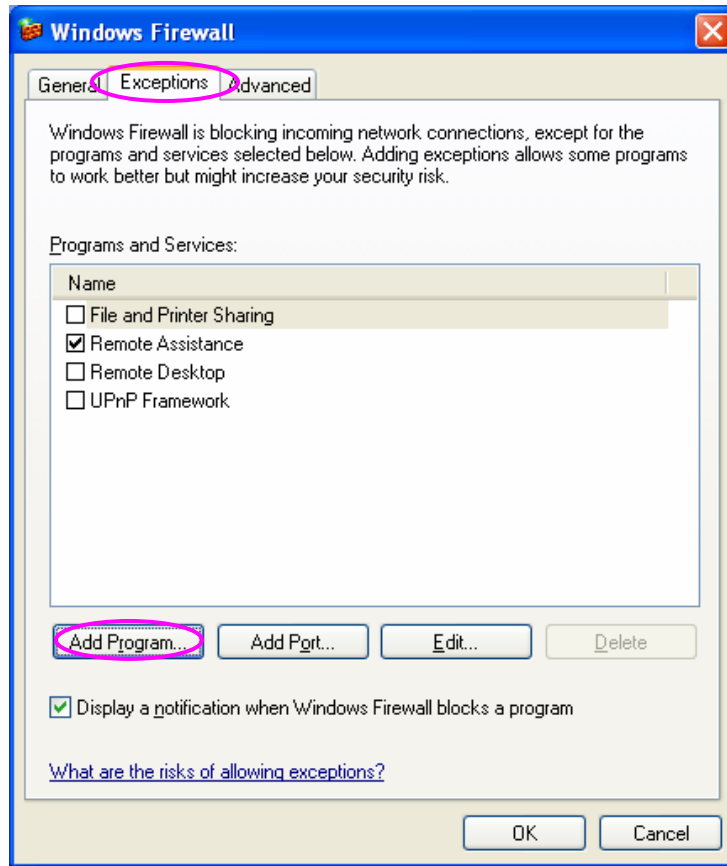 Windows Firewall
General Exceptions Advanced
Windows Firewall is blocking incoming network connections, except for the
programs and services selected below. Adding exceptions allows some programs
to work better but might increase your security risk.
Programs and Services:
Name
File and Printer Sharing
Remote Assistance
Remote Desktop
UPnP Framework
Add Program... Add Port... Edit... Delete
Display a notification when Windows Firewall blocks a program
What are the risks of allowing exceptions?
OK Cancel